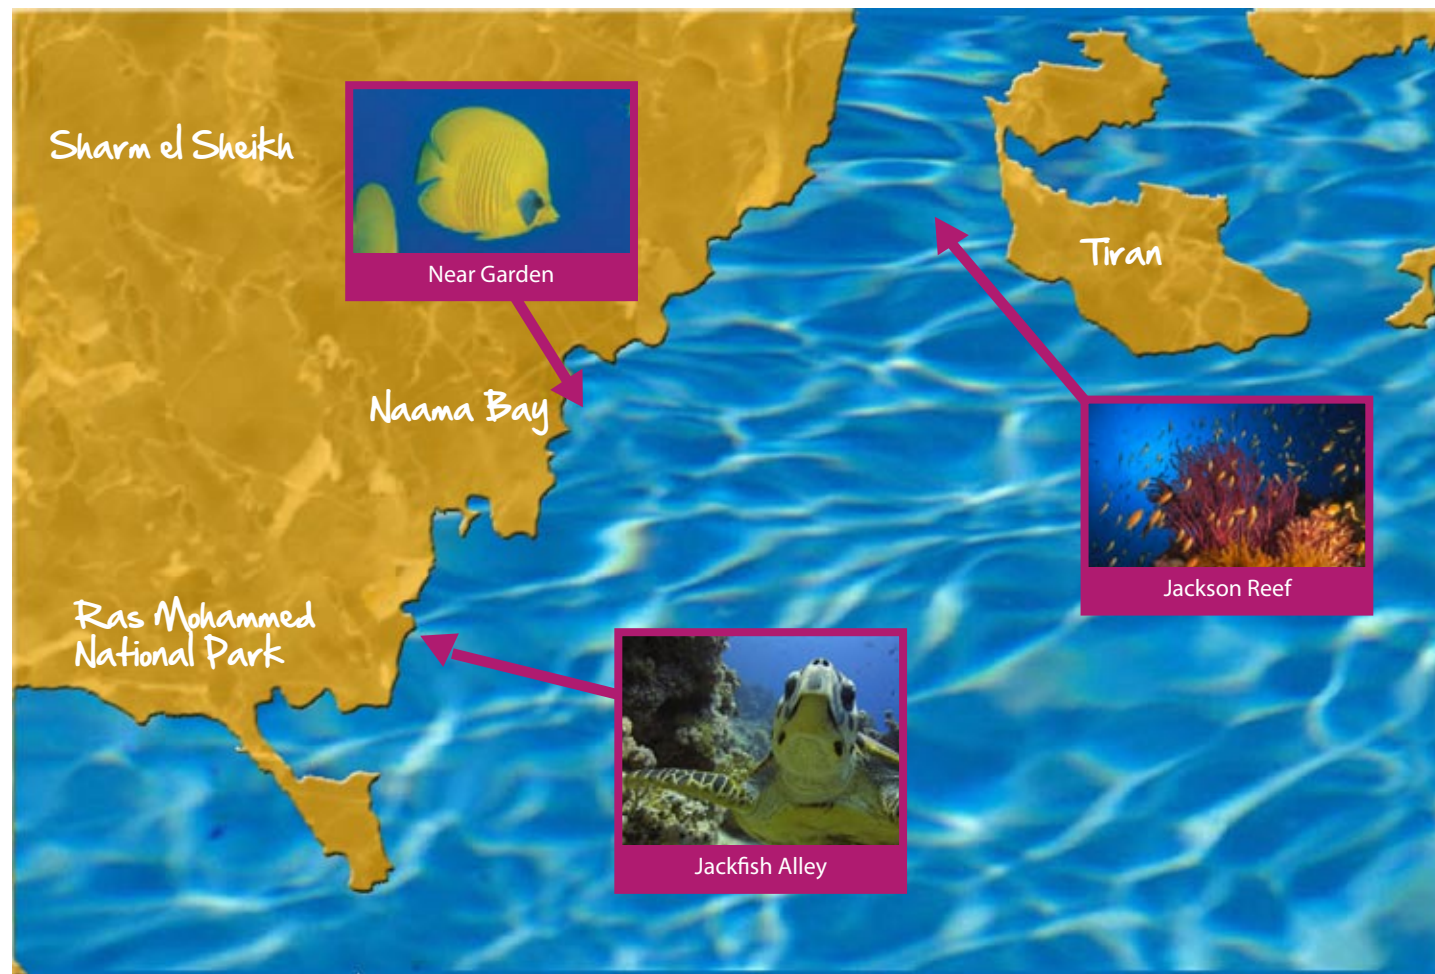 Sharm el Sheikh
Near Garden
Tiran
Naama Bay
Jackson Reef
Ras Mohammed
National Park
Jackfish Alley